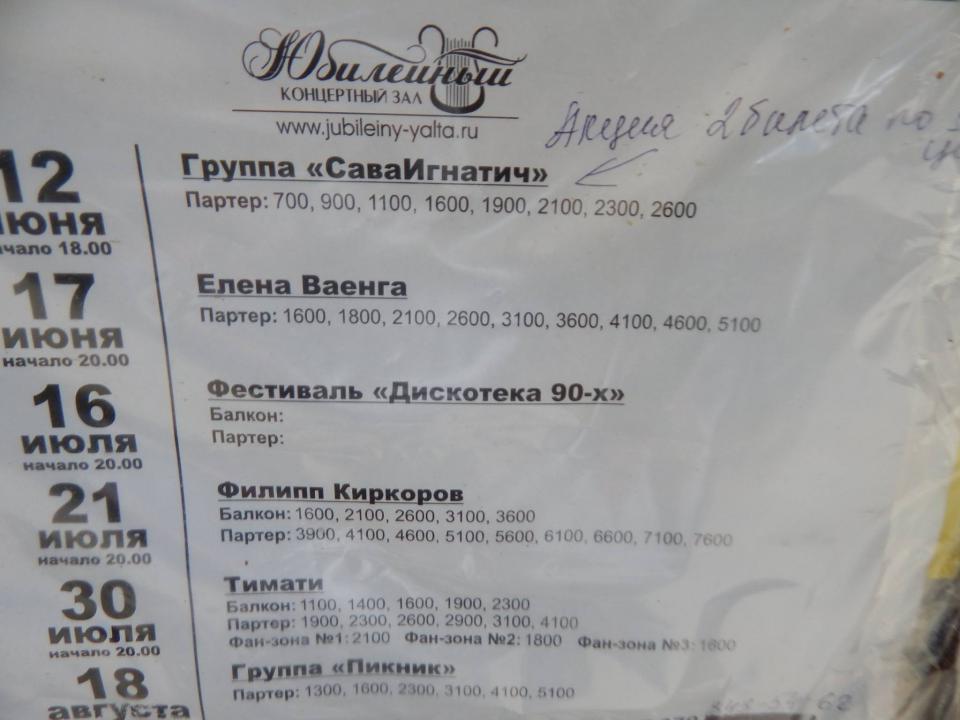 Юбилейный
КОНЦЕРТНЫЙ ЗАЛ
www.jubileiny-yalta.ru
Акция 2 билета по
12
июня
начало 18.00
Группа «СаваИгнатич»
Партер: 700, 900, 1100, 1600, 1900, 2100, 2300, 2600
17
июня
начало 20.00
Елена Ваенга
Партер: 1600, 1800, 2100, 2600, 3100, 3600, 4100, 4600, 5100
16
июля
начало 20.00
Фестиваль «Дискотека 90-х»
Балкон:
Партер:
21
июля
начало 20.00
Филипп Киркоров
Балкон: 1600, 2100, 2600, 3100, 3600
Партер: 3900, 4100, 4600, 5100, 5600, 6100, 6600, 7100, 7600
30
июля
начало 20.00
Тимати
Балкон: 1100, 1400, 1600, 1900, 2300
Партер: 1900, 2300, 2600, 2900, 3100, 4100
Фан-зона №1: 2100 Фан-зона №2: 1800 Фан-зона №3: 1600
18
августа
Группа «Пикник»
Партер: 1300, 1600, 2300, 3100, 4100, 5100